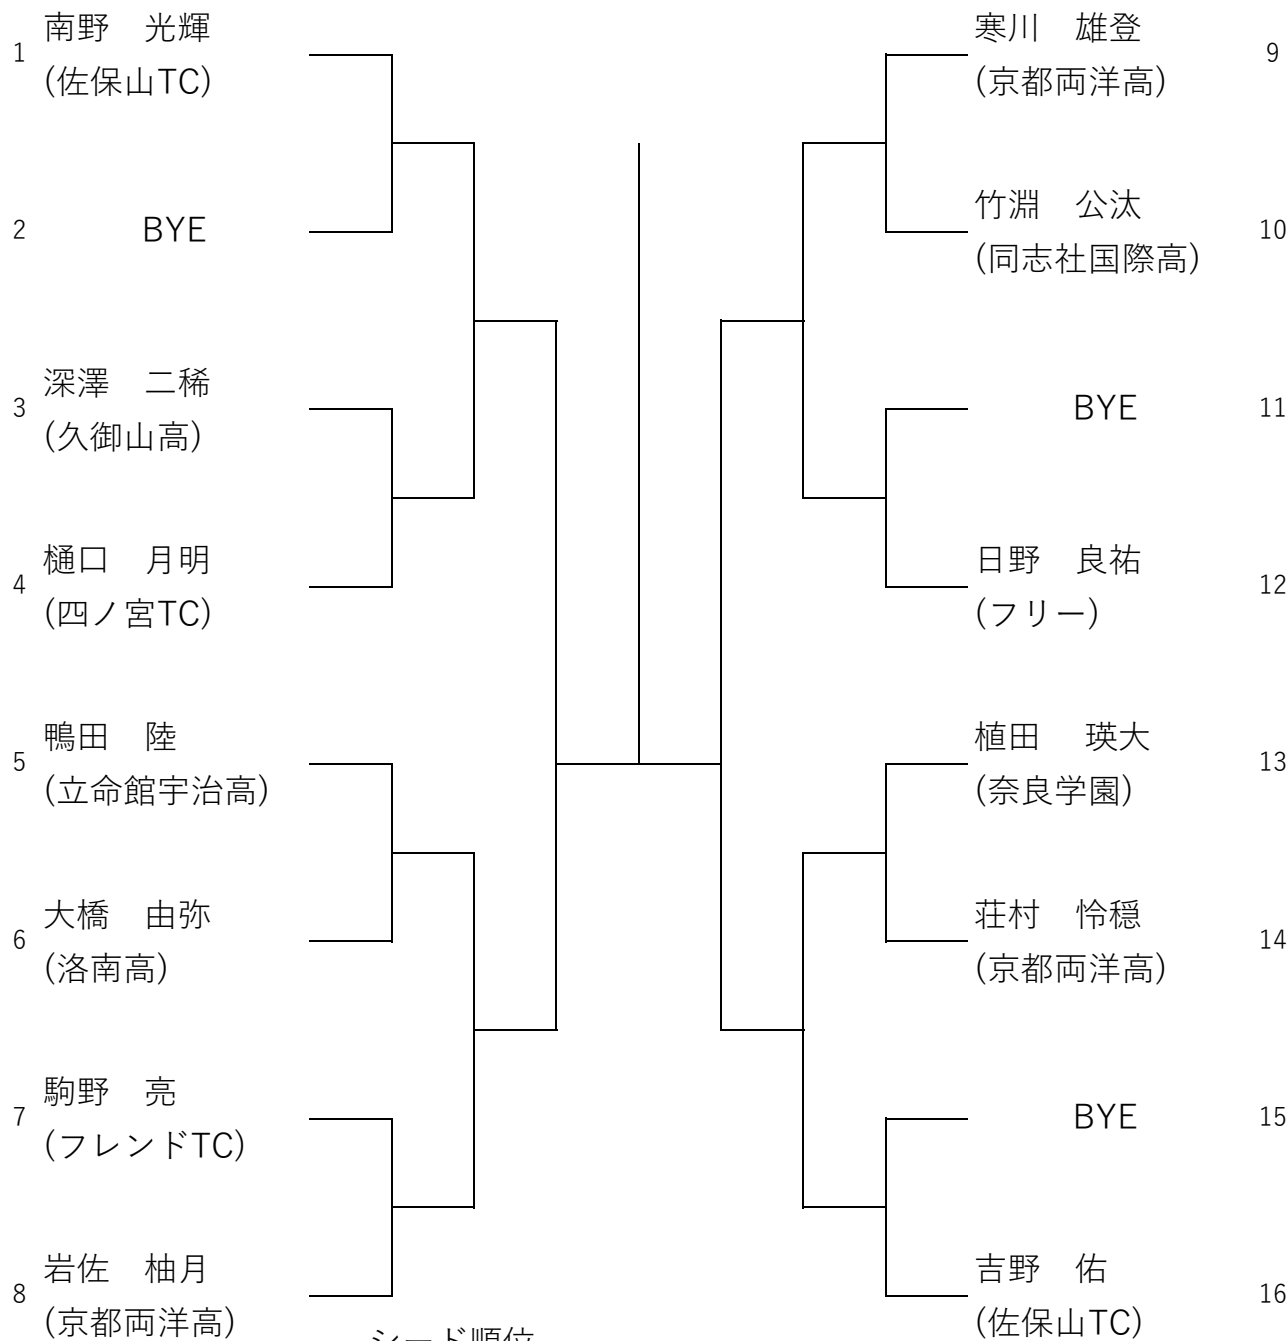 1
南野　光輝
(佐保山TC)
2
BYE
3
深澤　二稀
(久御山高)
4
樋口　月明
(四ノ宮TC)
5
鴨田　陸
(立命館宇治高)
6
大橋　由弥
(洛南高)
7
駒野　亮
(フレンドTC)
8
岩佐　柚月
(京都両洋高)
シード順位
寒川　雄登
(京都両洋高)
9
竹淵　公汰
(同志社国際高)
10
BYE
11
日野　良祐
(フリー)
12
植田　瑛大
(奈良学園)
13
荘村　怜穏
(京都両洋高)
14
BYE
15
吉野　佑
(佐保山TC)
16